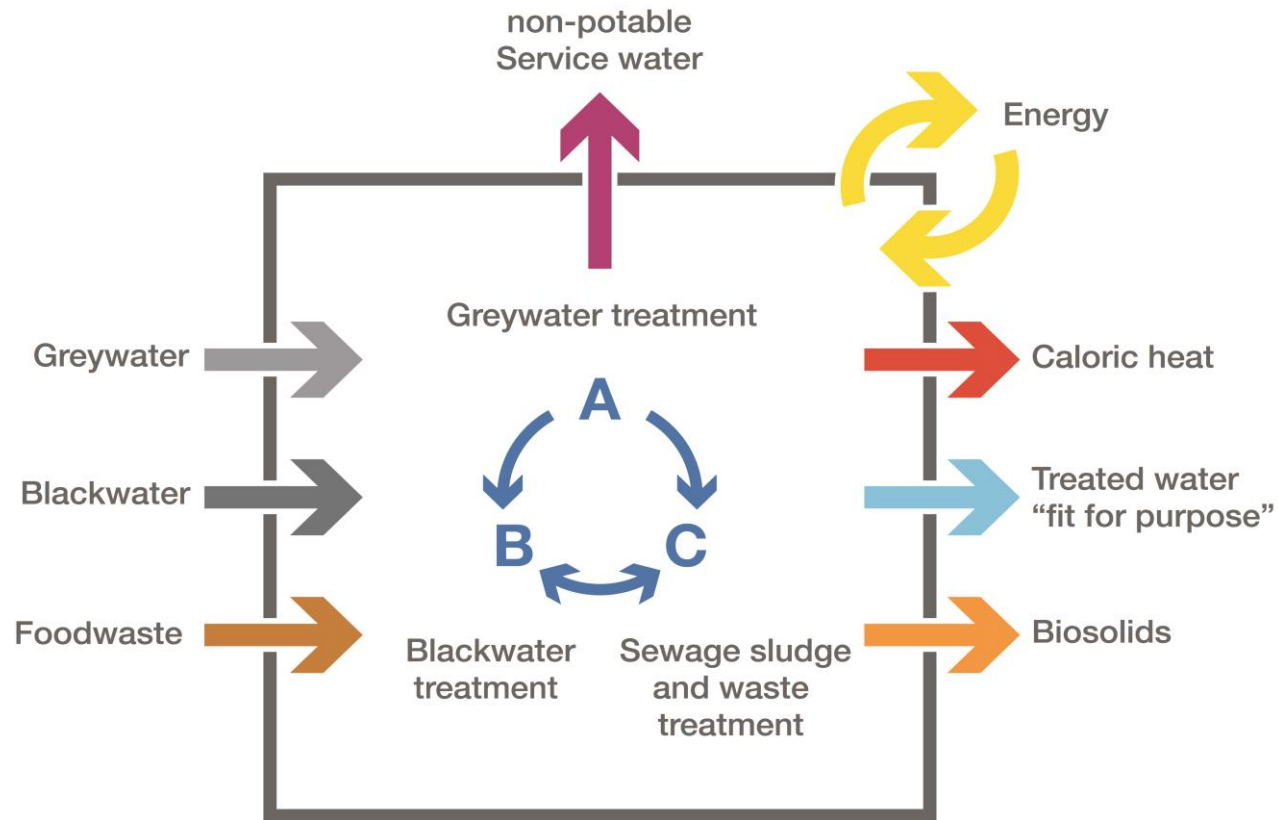 non-potable
Service water
Energy
Greywater treatment
Greywater
Caloric heat
A
Blackwater
Treated water
“fit for purpose”
B
C
Foodwaste
Blackwater
treatment
Sewage sludge
and waste
treatment
Biosolids